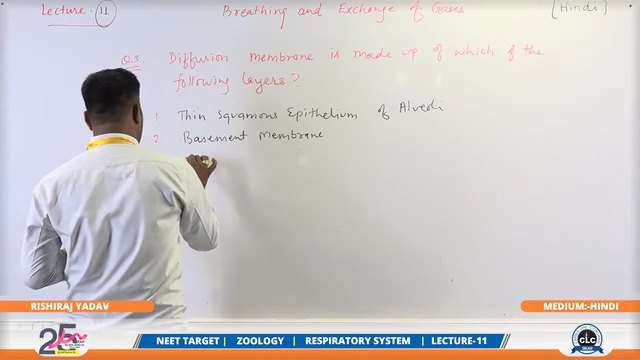 Lecture - 11 Breathing and Exchange of Gases [Hindi]
Q.5 Diffusion membrane is made up of which of the
following layers?
1. Thin Squamous Epithelium of Alveoli
2. Basement Membrane
RISHIRAJ YADAV MEDIUM:-HINDI
25
NEET TARGET | ZOOLOGY | RESPIRATORY SYSTEM | LECTURE-11
CLC